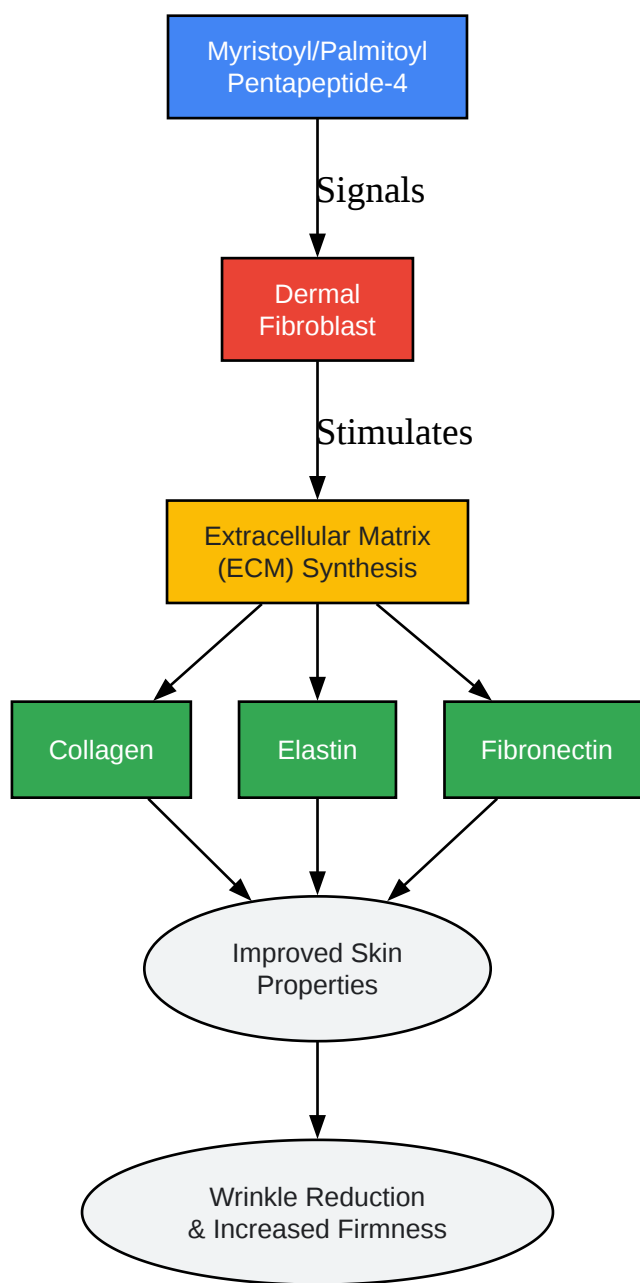 Myristoyl/Palmitoyl
Pentapeptide-4
Signals
Dermal
Fibroblast
Stimulates
Extracellular Matrix
(ECM) Synthesis
Collagen
Elastin
Fibronectin
Improved Skin
Properties
Wrinkle Reduction
& Increased Firmness